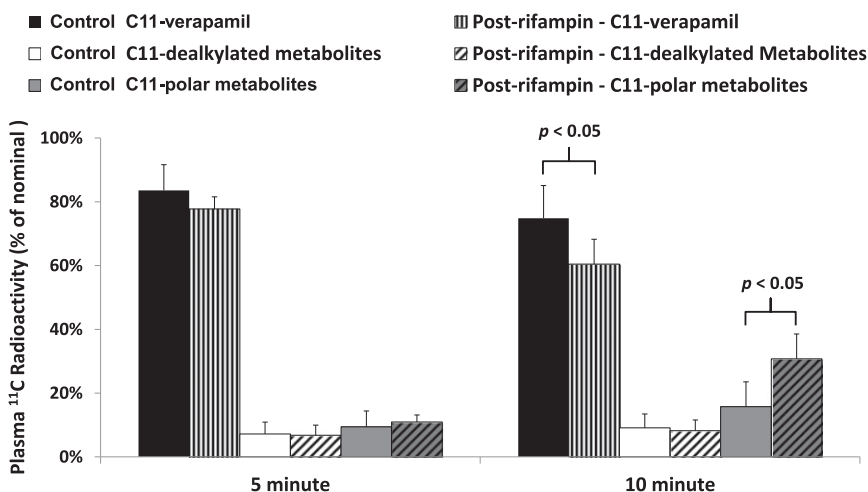 Control C11-verapamil
Post-rifampin - C11-verapamil
Control C11-dealkylated metabolites
Post-rifampin - C11-dealkylated Metabolites
Control C11-polar metabolites
Post-rifampin - C11-polar metabolites
Plasma ¹¹C Radioactivity (% of nominal )
100%
80%
60%
40%
20%
0%
p < 0.05
p < 0.05
5 minute
10 minute